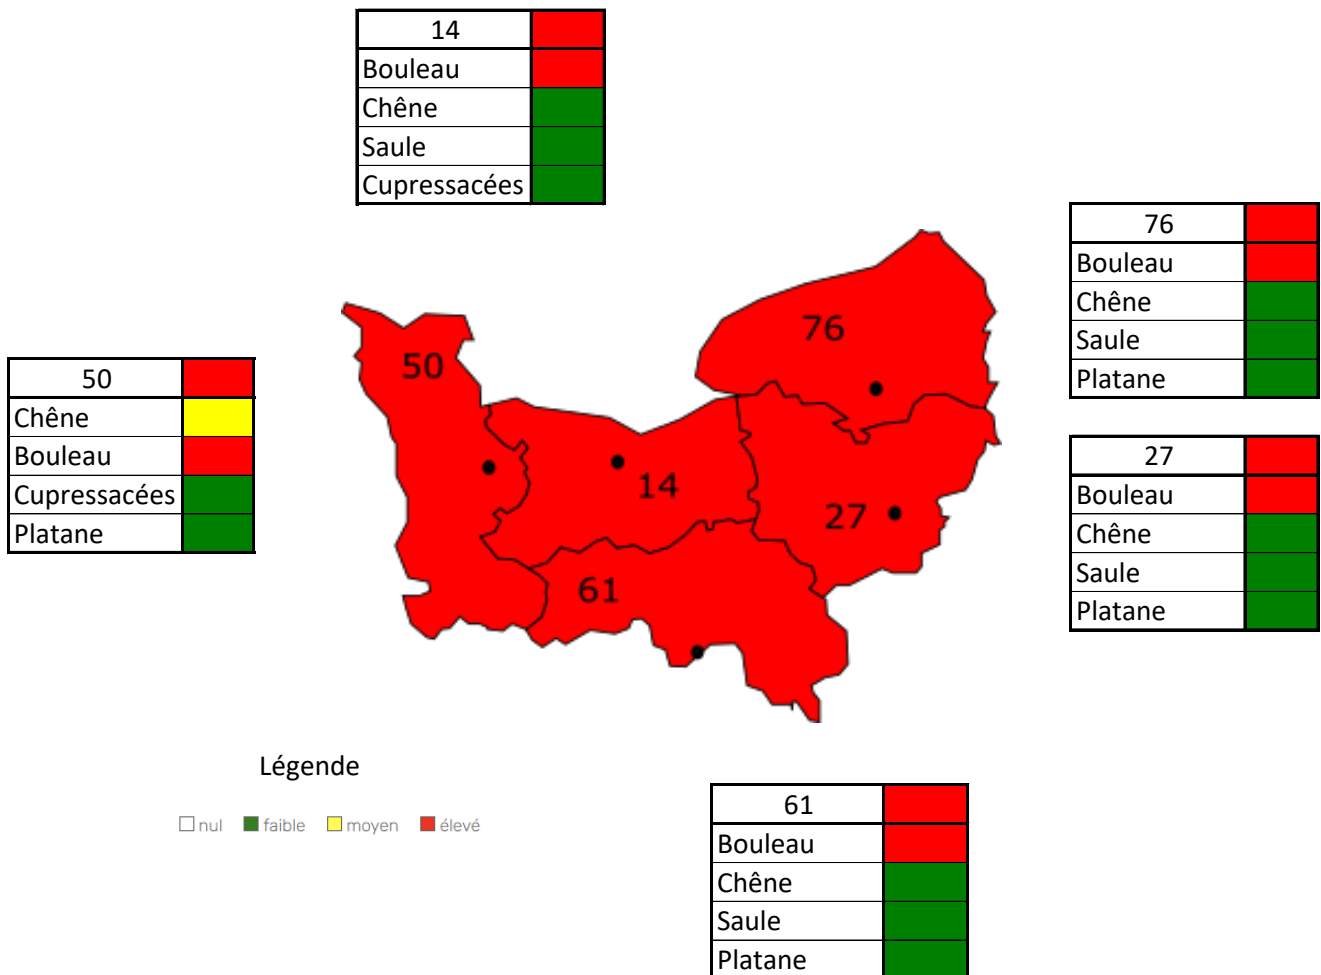 14
Bouleau
Chêne
Saule
Cupressacées
76
Bouleau
Chêne
Saule
Platane
50
Chêne
Bouleau
Cupressacées
Platane
27
Bouleau
Chêne
Saule
Platane
76
50
14
27
61
Légende
nul faible moyen élevé
61
Bouleau
Chêne
Saule
Platane